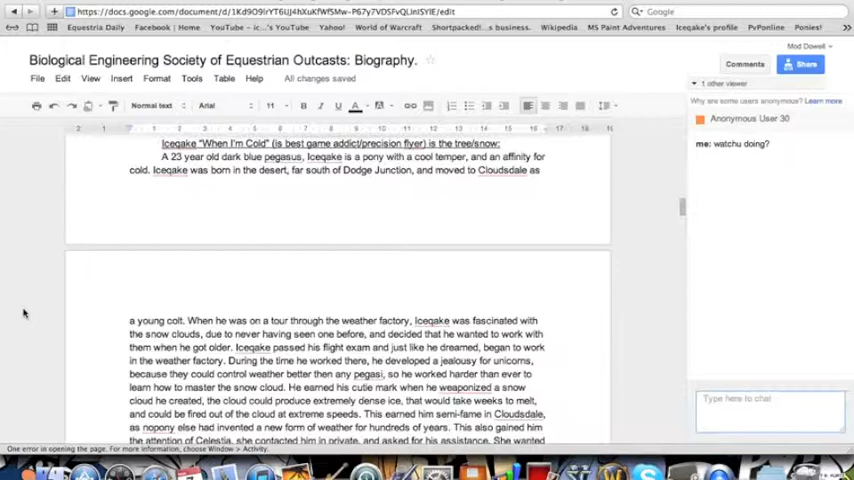 https://docs.google.com/document/d/1Kd9O9IrYT6UJ4hXuKfWfSMw-P67y7VDSFvQLinISYIE/edit
Google
Equestria Daily Facebook | Home YouTube - ic...'s YouTube Yahoo! World of Warcraft Shortpacked!...s business. Wikipedia MS Paint Adventures Iceqake's profile PvPonline Ponies!
Mod Dowell
Biological Engineering Society of Equestrian Outcasts: Biography.
Comments Share
File Edit View Insert Format Tools Table Help All changes saved
1 other viewer
Why are some users anonymous? Learn more
Normal text Arial 11 B I U A
Anonymous User 30
me: watchu doing?
Iceqake "When I'm Cold" (is best game addict/precision flyer) is the tree/snow:
A 23 year old dark blue pegasus, Iceqake is a pony with a cool temper, and an affinity for
cold. Iceqake was born in the desert, far south of Dodge Junction, and moved to Cloudsdale as
a young colt. When he was on a tour through the weather factory, Iceqake was fascinated with
the snow clouds, due to never having seen one before, and decided that he wanted to work with
them when he got older. Iceqake passed his flight exam and just like he dreamed, began to work
in the weather factory. During the time he worked there, he developed a jealousy for unicorns,
because they could control weather better then any pegasi, so he worked harder than ever to
learn how to master the snow cloud. He earned his cutie mark when he weaponized a snow
cloud he created, the cloud could produce extremely dense ice, that would take weeks to melt,
and could be fired out of the cloud at extreme speeds. This earned him semi-fame in Cloudsdale,
as nopony else had invented a new form of weather for hundreds of years. This also gained him
the attention of Celestia, she contacted him in private, and asked for his assistance. She wanted
Type here to chat
One error in opening the page. For more information, choose Window > Activity.